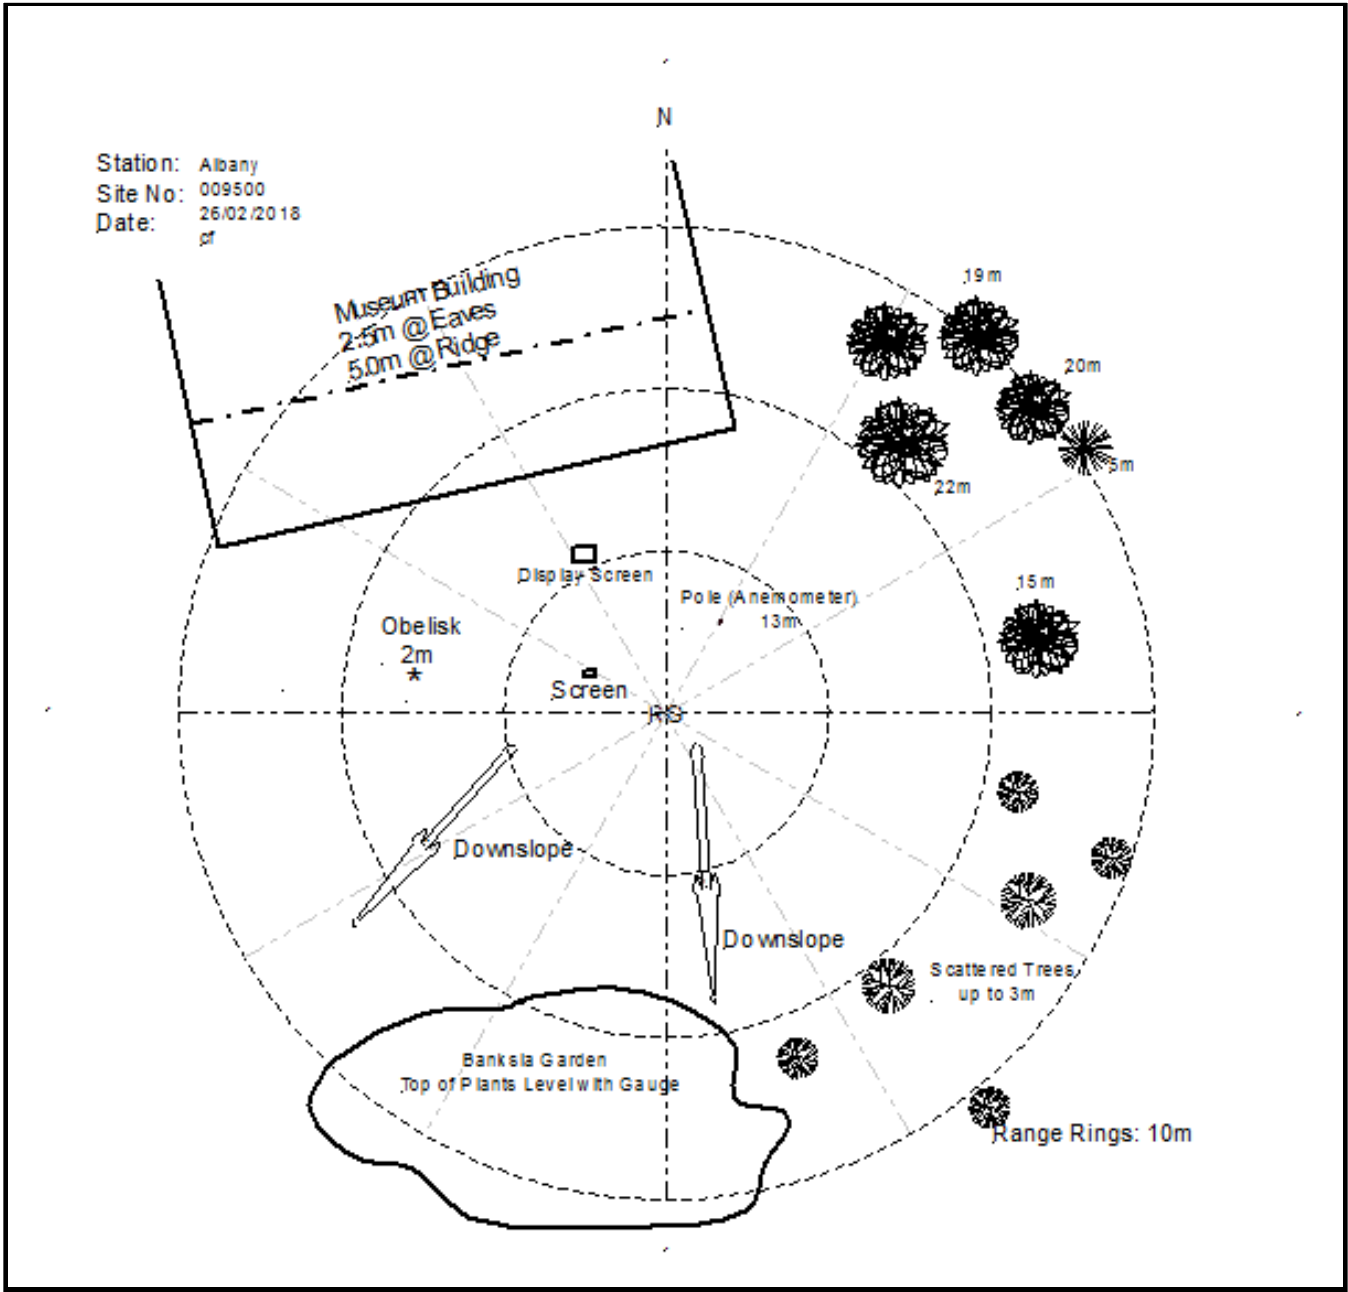 N
Station: Albany
Site No: 009500
Date: 26/02/2018
cf
Museum Building
2.5m @ Eaves
5.0m @ Ridge
19m
20m
5m
22m
Display Screen
Pole (Anemometer)
13m
15m
Obelisk
2m
*
Screen
RG
Downslope
Downslope
Scattered Trees
up to 3m
Banksia Garden
Top of Plants Level with Gauge
Range Rings: 10m